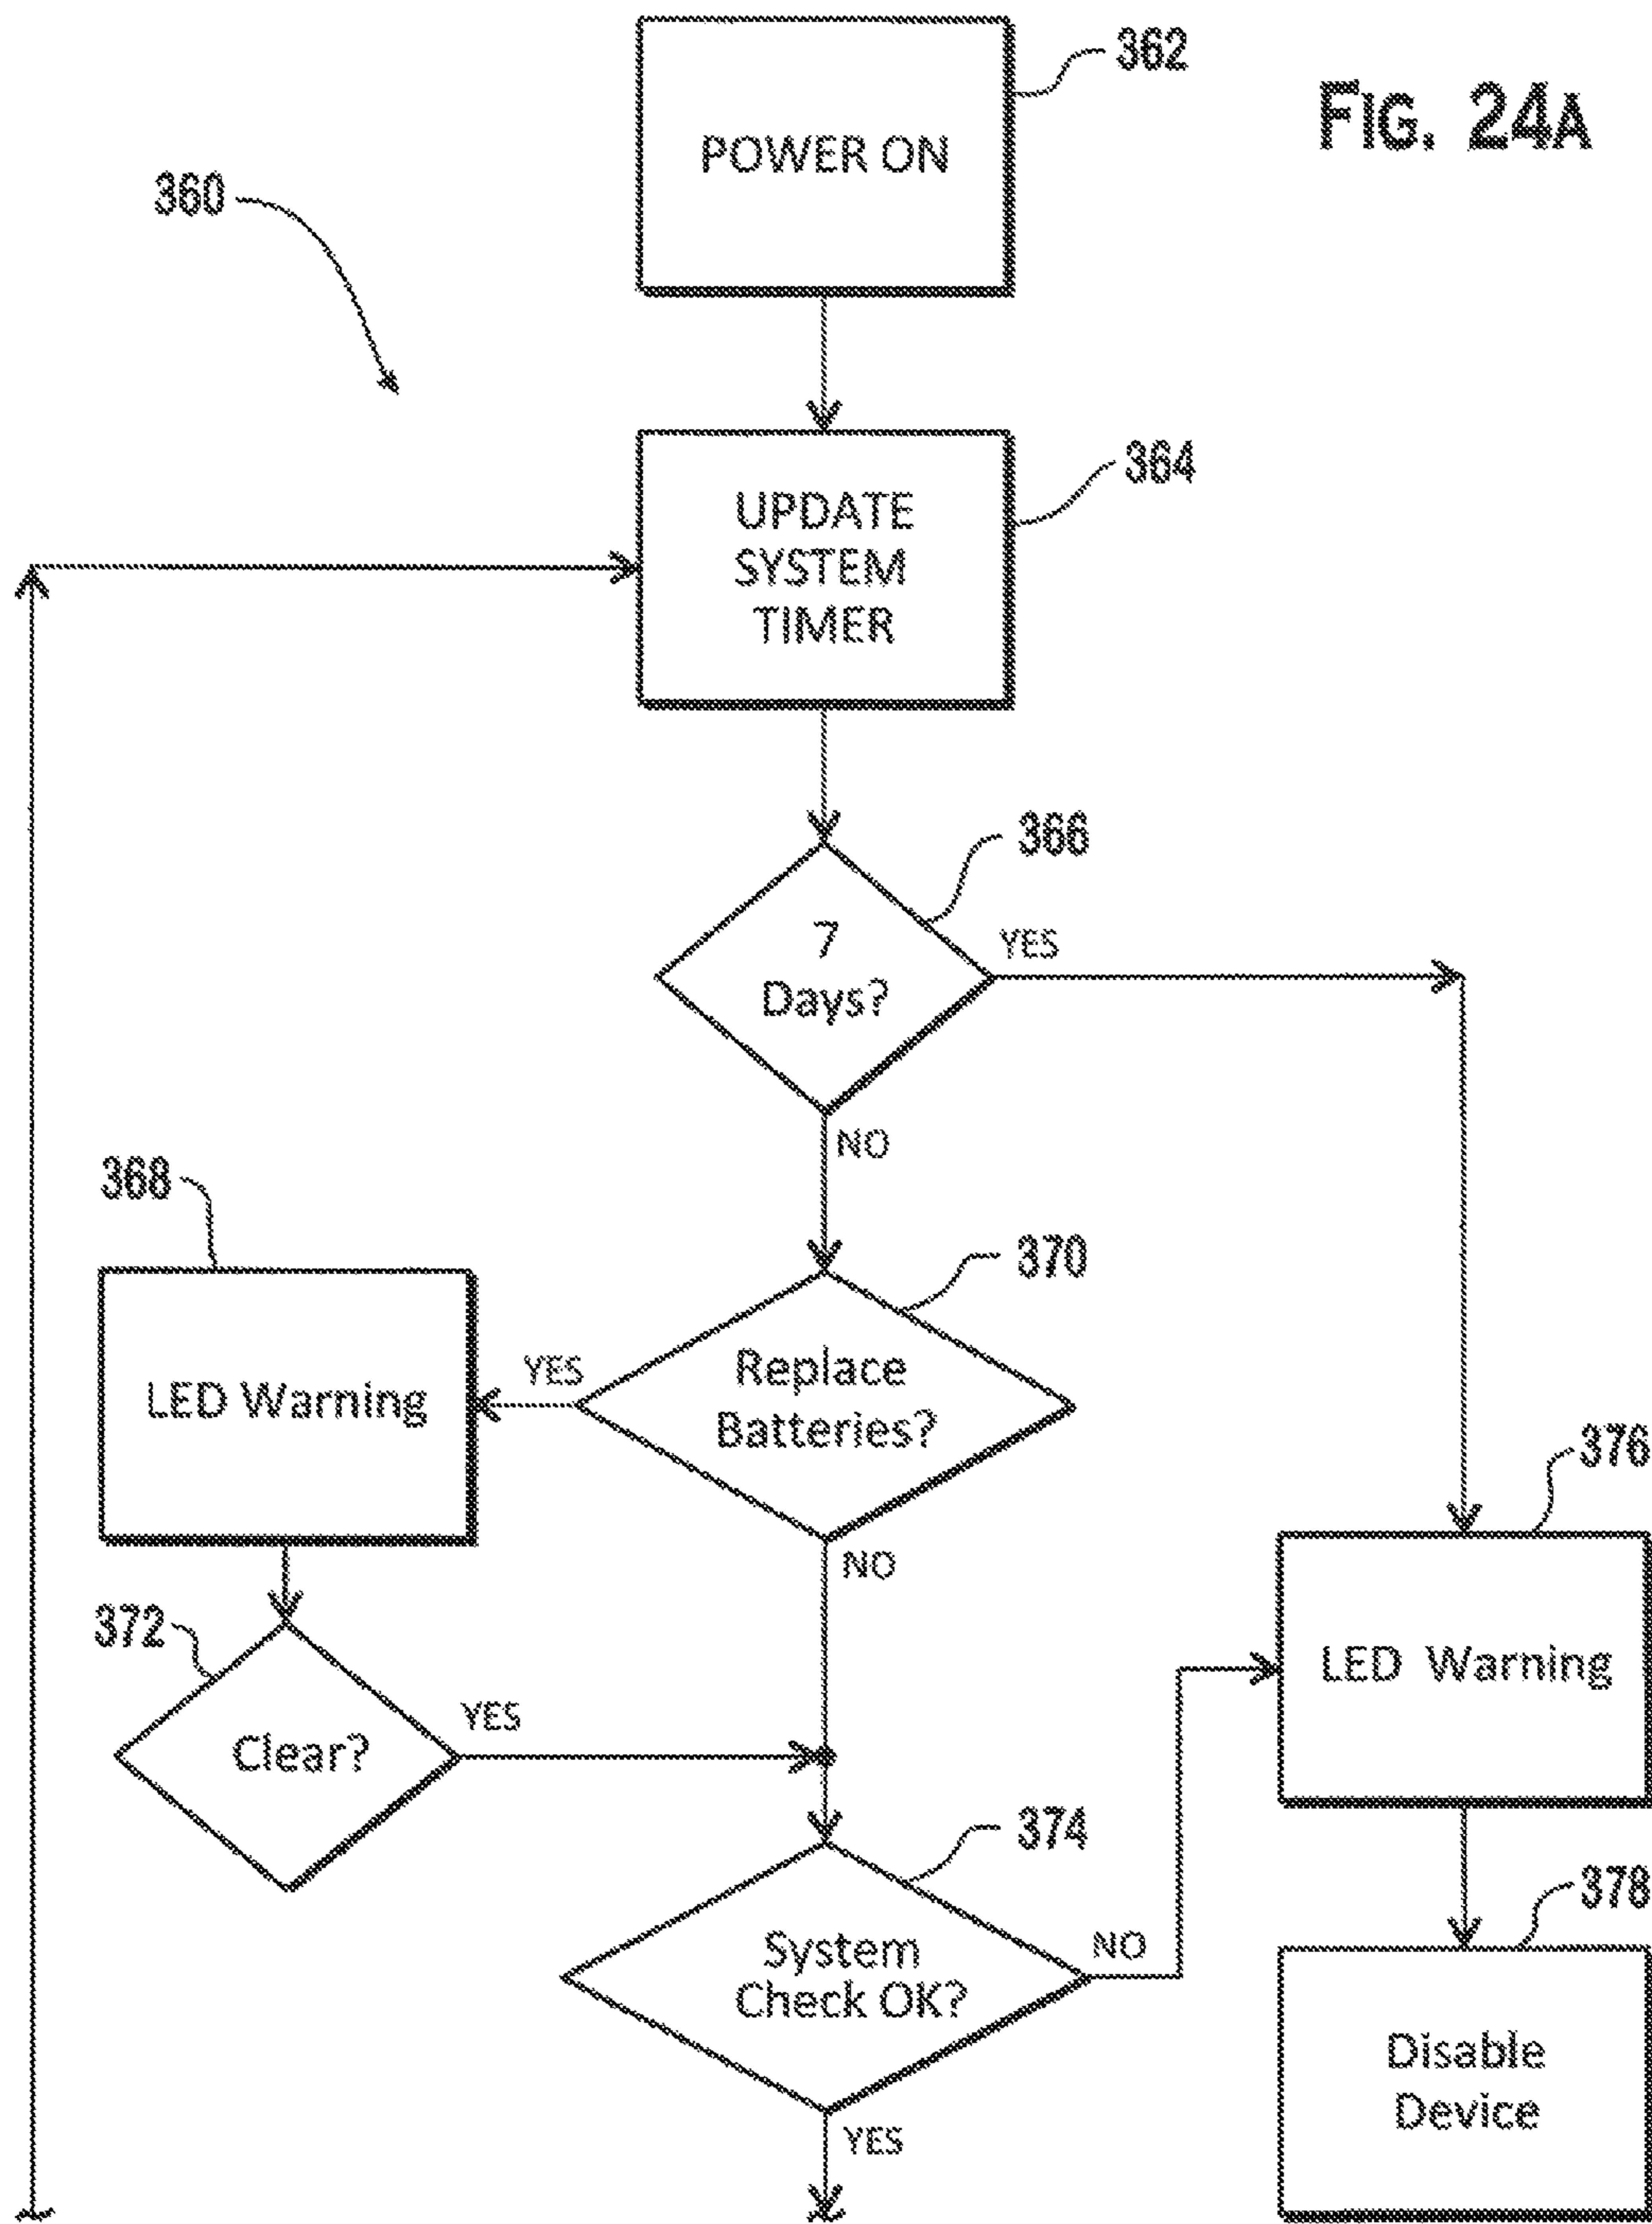 362
FIG. 24A
POWER ON
360
364
UPDATE
SYSTEM
TIMER
366
7
Days?
YES
NO
368
370
LED Warning
YES
Replace
Batteries?
376
NO
372
LED Warning
YES
Clear?
374
378
System
Check OK?
NO
Disable
Device
YES